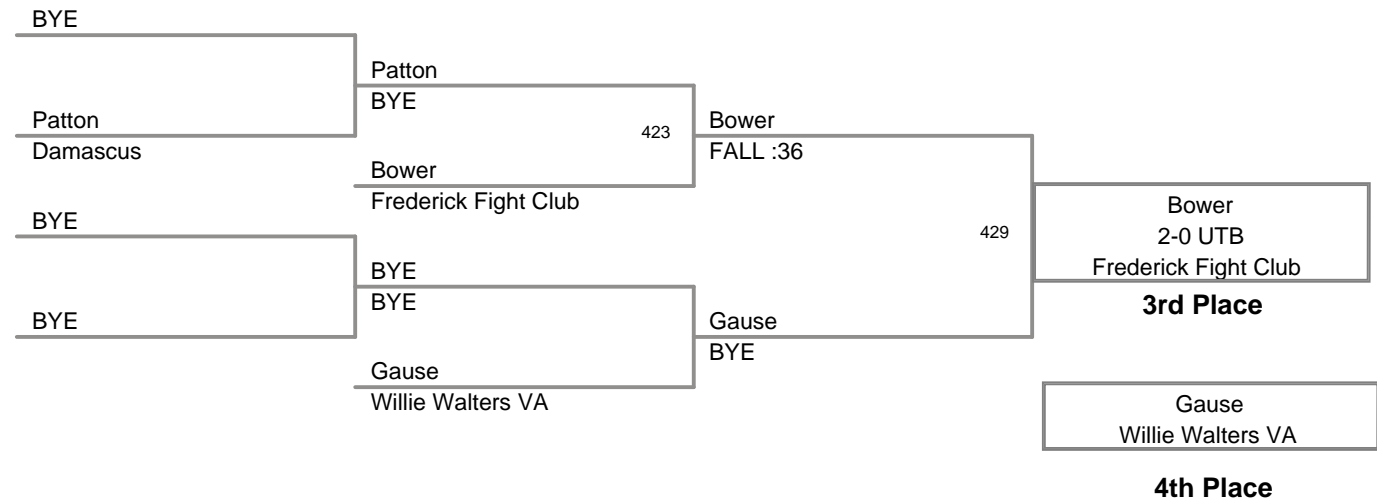 BYE
Patton
Damascus
BYE
BYE
Patton
BYE
Bower
Frederick Fight Club
423
BYE
BYE
Gause
Willie Walters VA
Bower
FALL :36
Gause
BYE
429
Bower
2-0 UTB
Frederick Fight Club
3rd Place
Gause
Willie Walters VA
4th Place